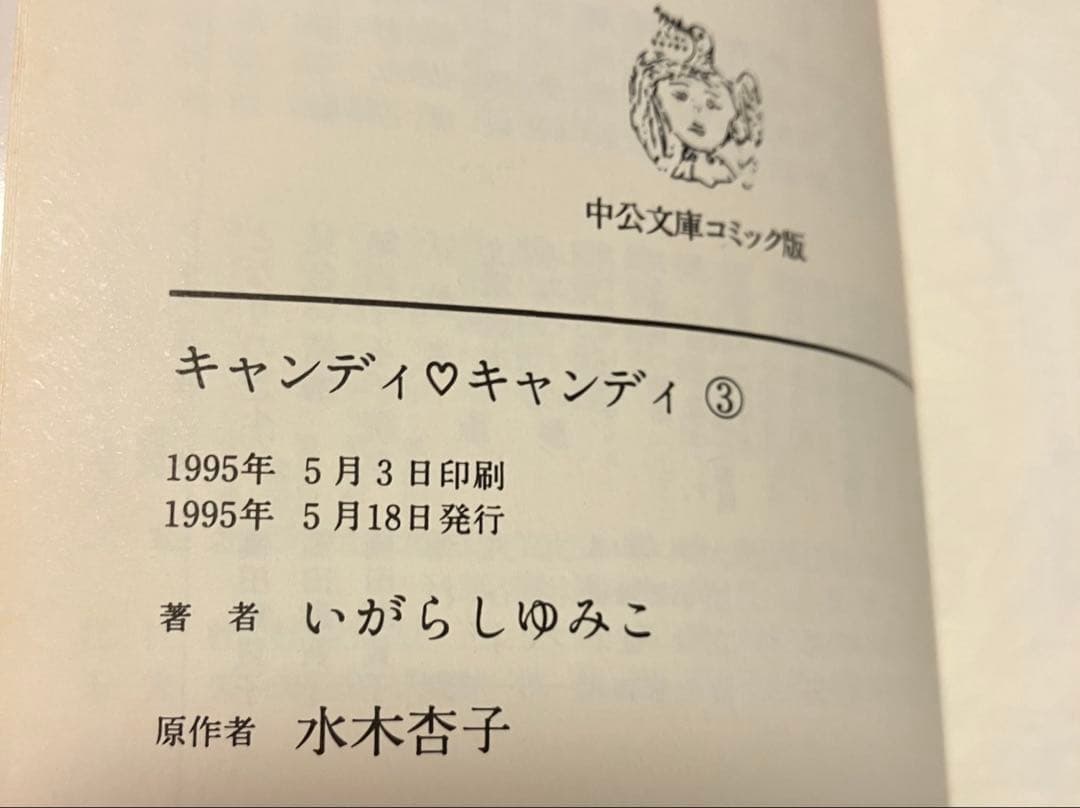 中公文庫コミック版
キャンディ♡キャンディ ③
1995年 5月3日印刷
1995年 5月18日発行
著者 いがらしゆみこ
原作者 水木杏子